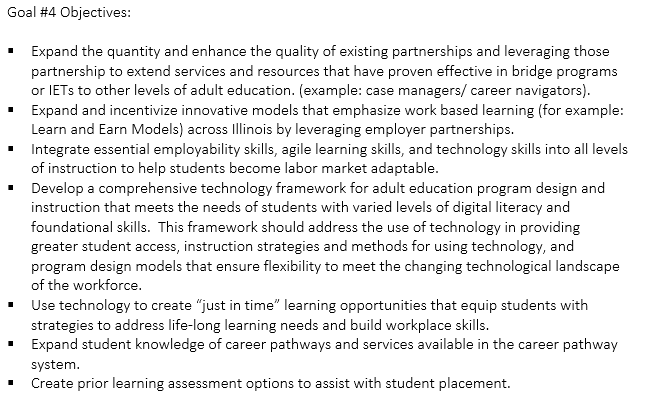 Goal #4 Objectives:
▪ Expand the quantity and enhance the quality of existing partnerships and leveraging those
partnership to extend services and resources that have proven effective in bridge programs
or IETs to other levels of adult education. (example: case managers/ career navigators).
▪ Expand and incentivize innovative models that emphasize work based learning (for example:
Learn and Earn Models) across Illinois by leveraging employer partnerships.
▪ Integrate essential employability skills, agile learning skills, and technology skills into all levels
of instruction to help students become labor market adaptable.
▪ Develop a comprehensive technology framework for adult education program design and
instruction that meets the needs of students with varied levels of digital literacy and
foundational skills.  This framework should address the use of technology in providing
greater student access, instruction strategies and methods for using technology, and
program design models that ensure flexibility to meet the changing technological landscape
of the workforce.
▪ Use technology to create “just in time” learning opportunities that equip students with
strategies to address life-long learning needs and build workplace skills.
▪ Expand student knowledge of career pathways and services available in the career pathway
system.
▪ Create prior learning assessment options to assist with student placement.